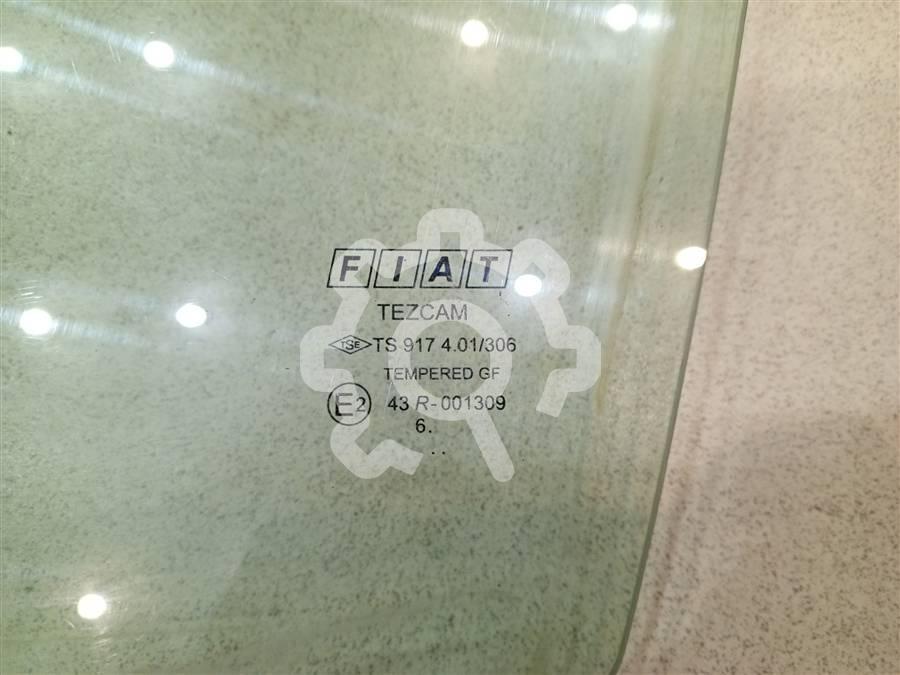 FIAT
TEZCAM
TSE TS 917 4.01/306
TEMPERED GF
E2 43 R-001309
6.
. .